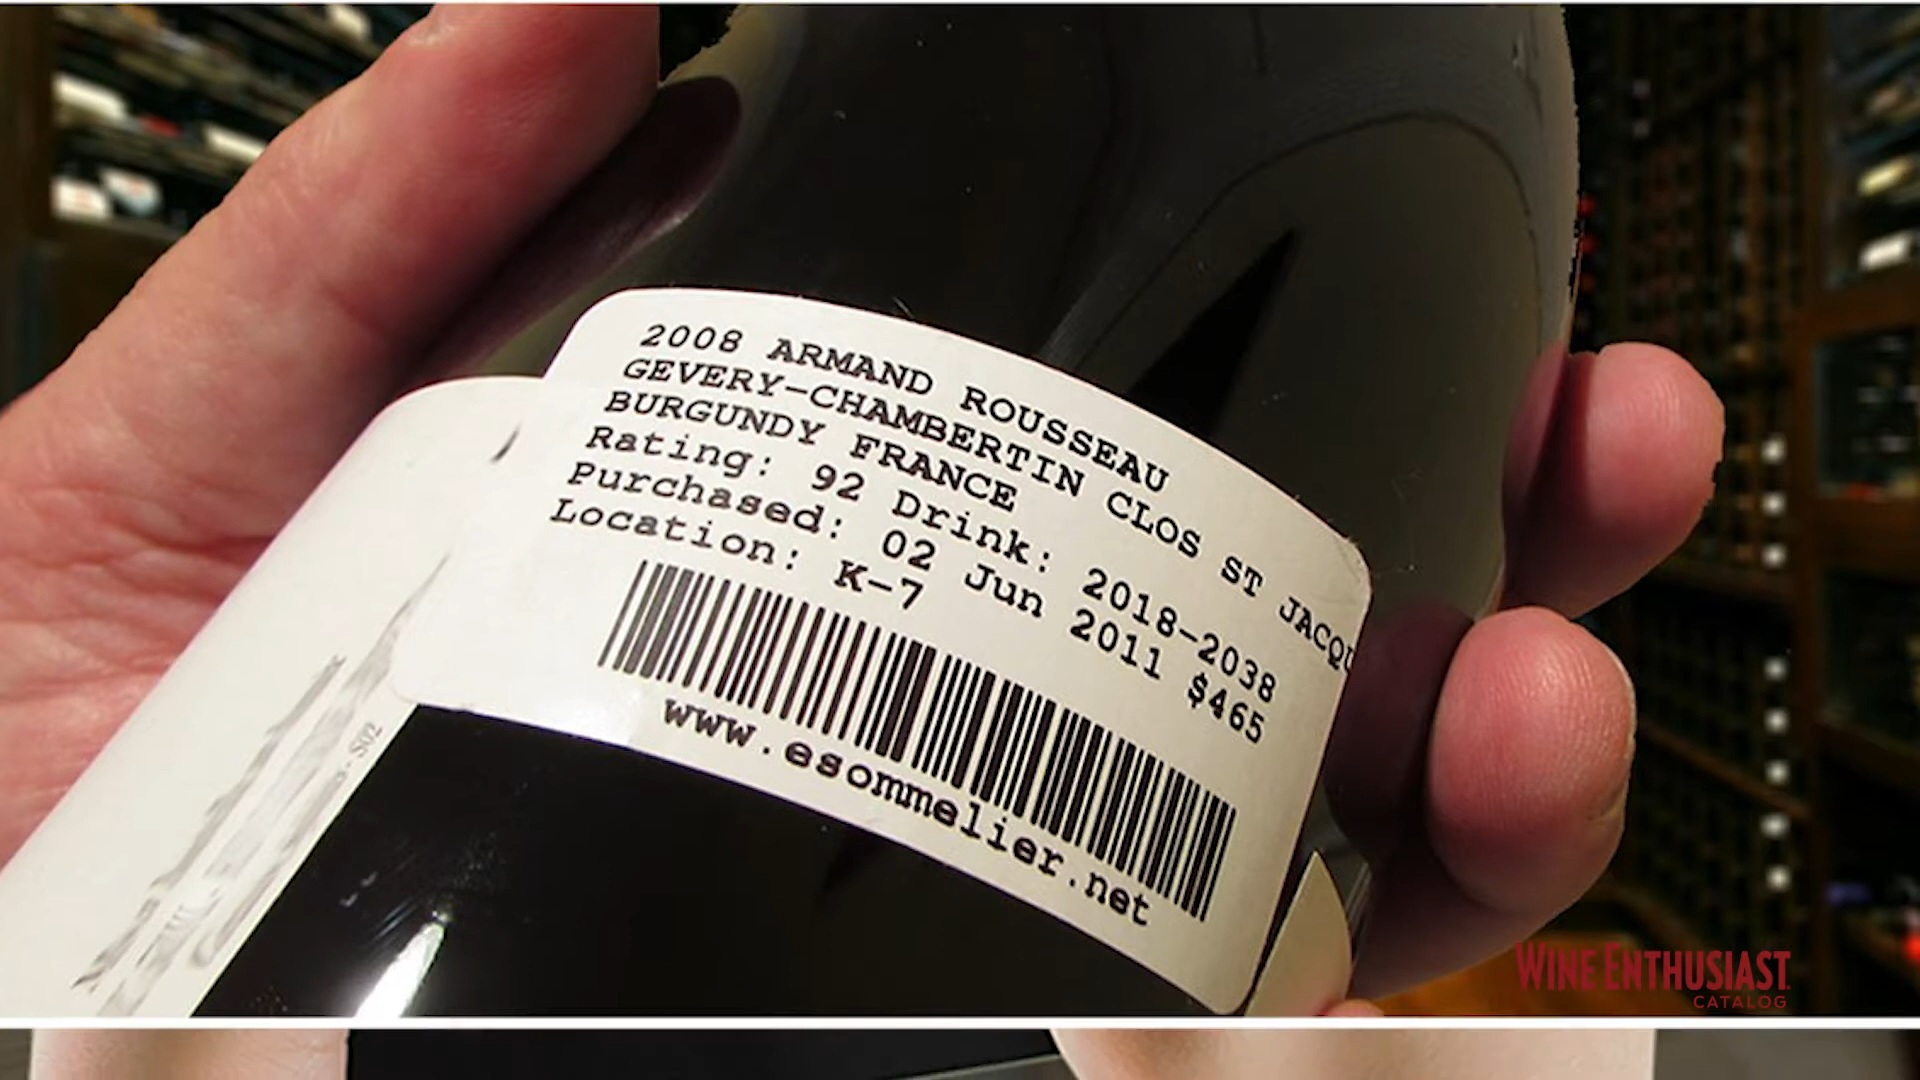 2008 ARMAND ROUSSEAU
GEVERY-CHAMBERTIN CLOS ST JACQU
BURGUNDY FRANCE
Rating: 92 Drink: 2018-2038
Purchased: 02 Jun 2011 $465
Location: K-7
www.esommelier.net
- S02
WINE ENTHUSIAST
CATALOG